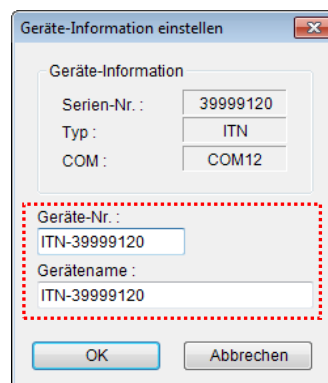 Geräte-Information einstellen
Geräte-Information
Serien-Nr. : 39999120
Typ : ITN
COM : COM12
Geräte-Nr. :
ITN-39999120
Gerätename :
ITN-39999120
OK Abbrechen